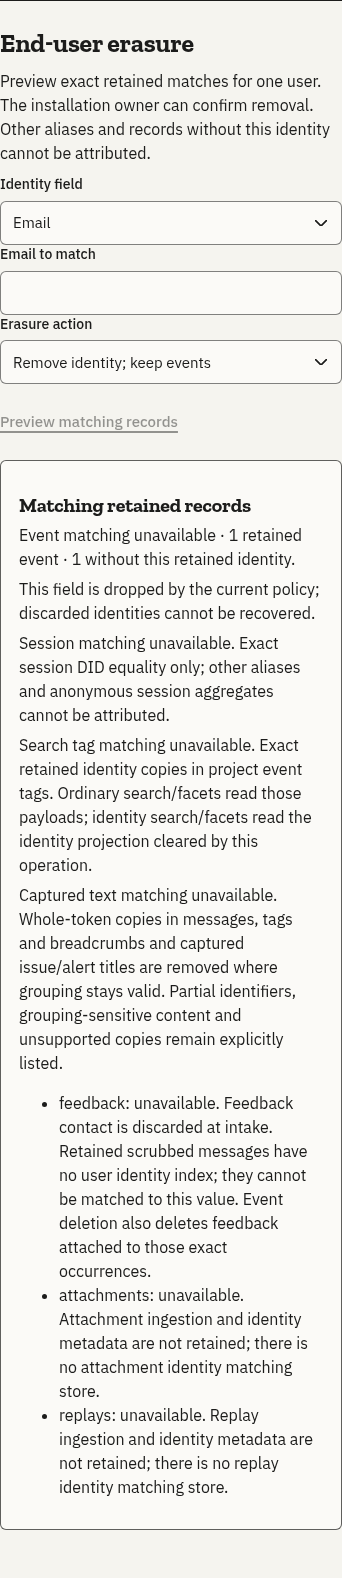 End-user erasure
Preview exact retained matches for one user.
The installation owner can confirm removal.
Other aliases and records without this identity
cannot be attributed.
Identity field
Email
Email to match
Erasure action
Remove identity; keep events
Preview matching records
Matching retained records
Event matching unavailable · 1 retained
event · 1 without this retained identity.
This field is dropped by the current policy;
discarded identities cannot be recovered.
Session matching unavailable. Exact
session DID equality only; other aliases
and anonymous session aggregates
cannot be attributed.
Search tag matching unavailable. Exact
retained identity copies in project event
tags. Ordinary search/facets read those
payloads; identity search/facets read the
identity projection cleared by this
operation.
Captured text matching unavailable.
Whole-token copies in messages, tags
and breadcrumbs and captured
issue/alert titles are removed where
grouping stays valid. Partial identifiers,
grouping-sensitive content and
unsupported copies remain explicitly
listed.
• feedback: unavailable. Feedback
contact is discarded at intake.
Retained scrubbed messages have
no user identity index; they cannot
be matched to this value. Event
deletion also deletes feedback
attached to those exact
occurrences.
• attachments: unavailable.
Attachment ingestion and identity
metadata are not retained; there is
no attachment identity matching
store.
• replays: unavailable. Replay
ingestion and identity metadata are
not retained; there is no replay
identity matching store.